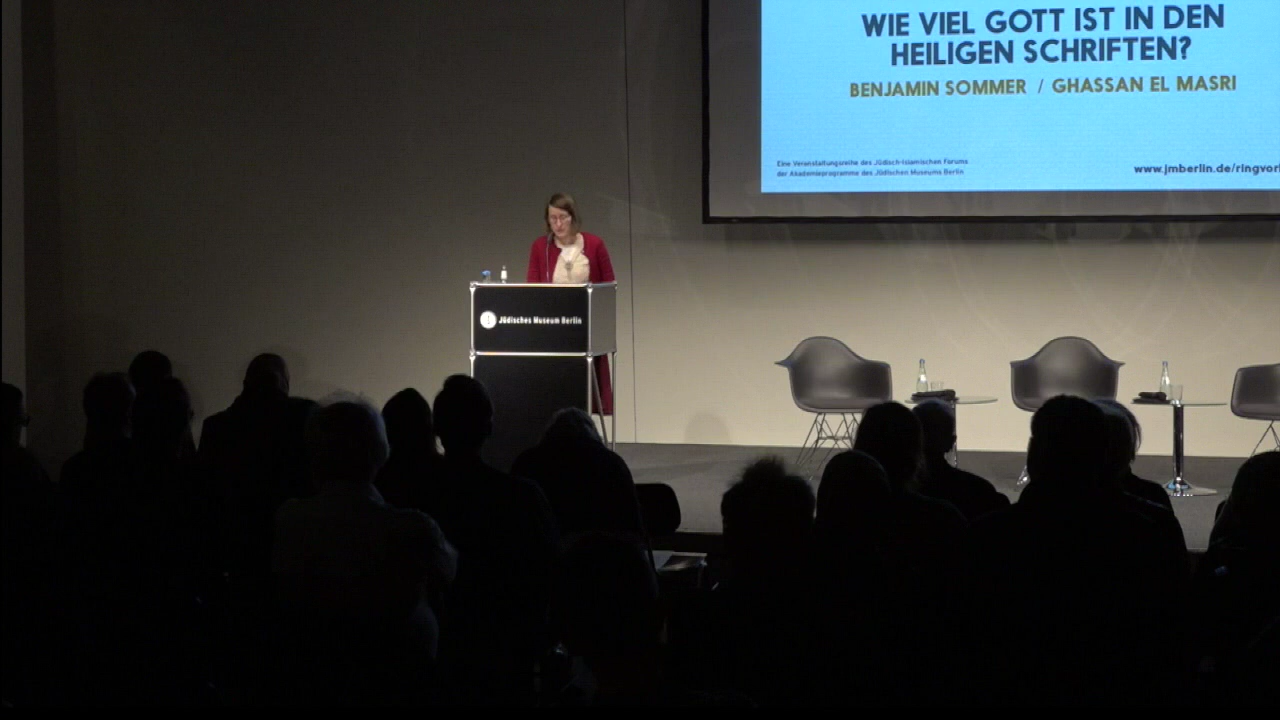 WIE VIEL GOTT IST IN DEN
HEILIGEN SCHRIFTEN?
BENJAMIN SOMMER / GHASSAN EL MASRI
Eine Veranstaltungsreihe des Jüdisch-Islamischen Forums
der Akademieprogramme des Jüdischen Museums Berlin
www.jmberlin.de/ringvorl
Jüdisches Museum Berlin